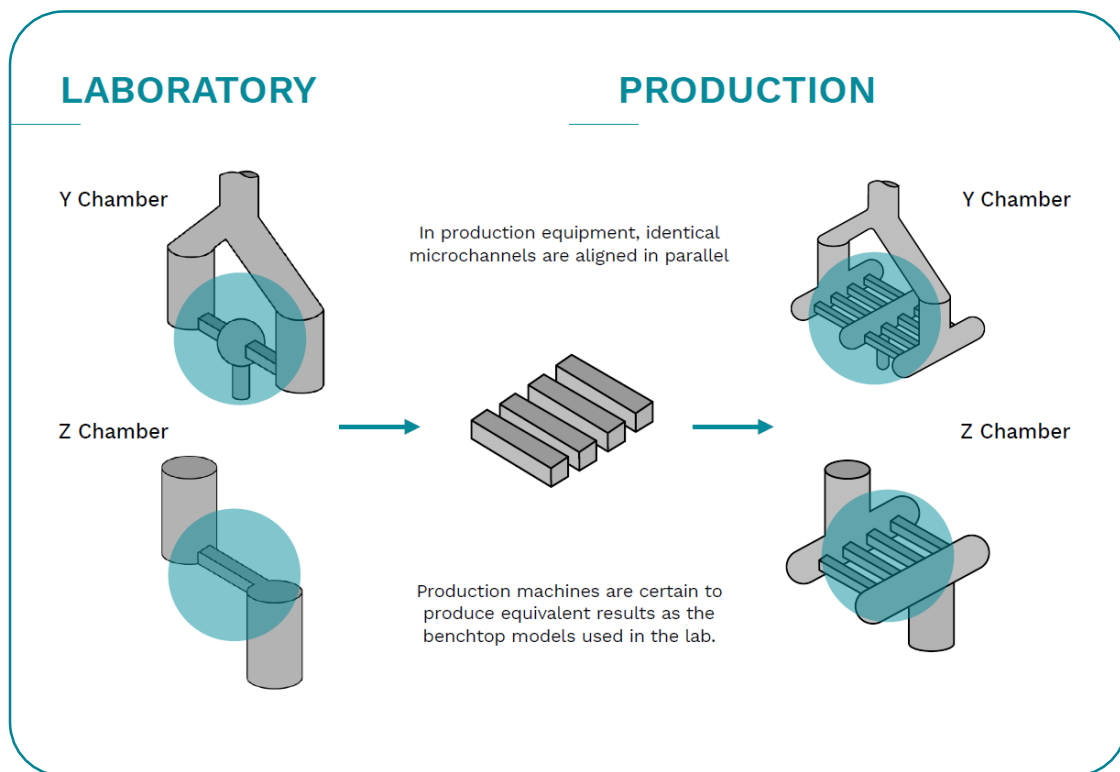 LABORATORY
PRODUCTION
Y Chamber
Y Chamber
In production equipment, identical
microchannels are aligned in parallel
Z Chamber
Z Chamber
Production machines are certain to
produce equivalent results as the
benchtop models used in the lab.